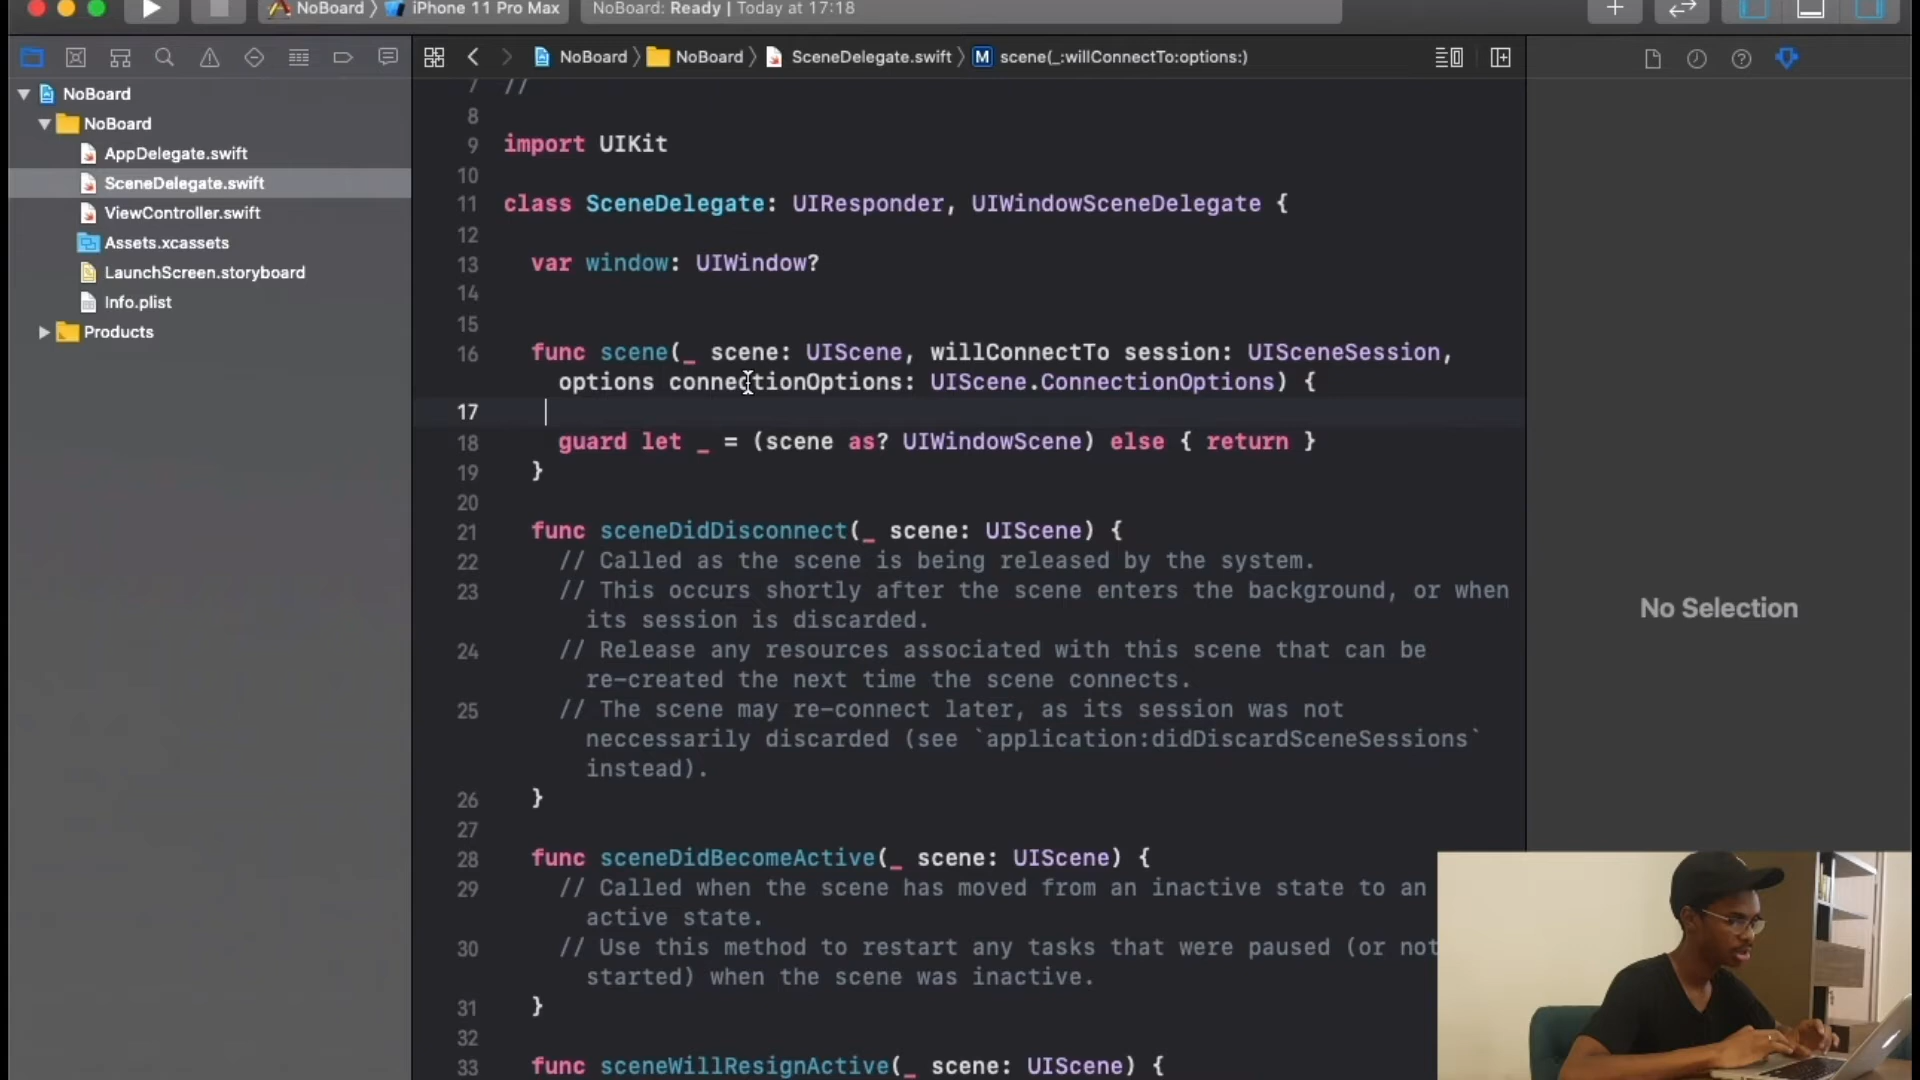 NoBoard 〉 iPhone 11 Pro Max
NoBoard: Ready | Today at 17:18
NoBoard 〉 NoBoard 〉 SceneDelegate.swift 〉 M scene(_:willConnectTo:options:)
NoBoard
NoBoard
AppDelegate.swift
SceneDelegate.swift
ViewController.swift
Assets.xcassets
LaunchScreen.storyboard
Info.plist
Products
7 //
8
9 import UIKit
10
11 class SceneDelegate: UIResponder, UIWindowSceneDelegate {
12
13 var window: UIWindow?
14
15
16 func scene(_ scene: UIScene, willConnectTo session: UISceneSession,
options connectionOptions: UIScene.ConnectionOptions) {
17
18 guard let _ = (scene as? UIWindowScene) else { return }
19 }
20
21 func sceneDidDisconnect(_ scene: UIScene) {
22 // Called as the scene is being released by the system.
23 // This occurs shortly after the scene enters the background, or when
its session is discarded.
24 // Release any resources associated with this scene that can be
re-created the next time the scene connects.
25 // The scene may re-connect later, as its session was not
neccessarily discarded (see `application:didDiscardSceneSessions`
instead).
26 }
27
28 func sceneDidBecomeActive(_ scene: UIScene) {
29 // Called when the scene has moved from an inactive state to an
active state.
30 // Use this method to restart any tasks that were paused (or not
started) when the scene was inactive.
31 }
32
33 func sceneWillResignActive(_ scene: UIScene) {
No Selection